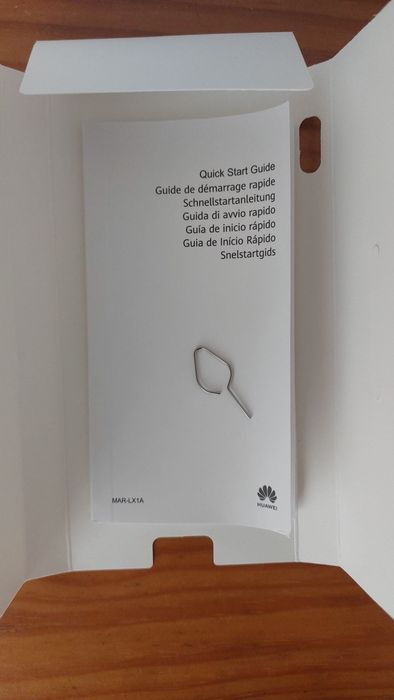 Quick Start Guide
Guide de démarrage rapide
Schnellstartanleitung
Guida di avvio rapido
Guía de inicio rápido
Guia de Início Rápido
Snelstartgids
MAR-LX1A
HUAWEI